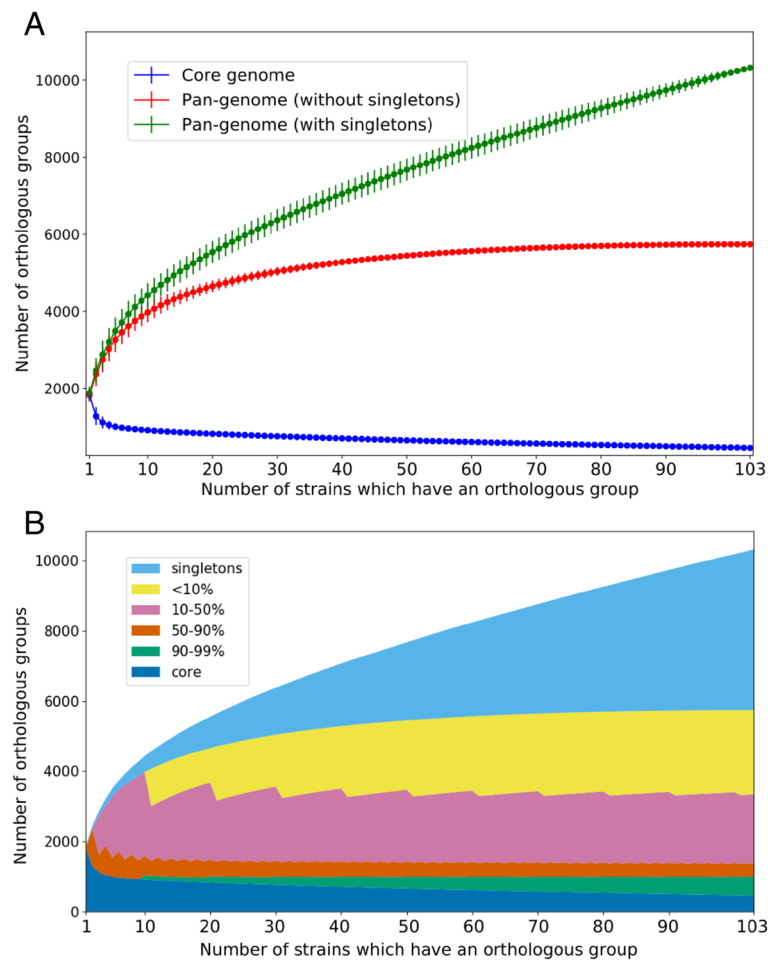 A
Core genome
Pan-genome (without singletons)
Pan-genome (with singletons)
Number of orthologous groups
10000
8000
6000
4000
2000
1 10 20 30 40 50 60 70 80 90 103
Number of strains which have an orthologous group
B
singletons
<10%
10-50%
50-90%
90-99%
core
Number of orthologous groups
10000
8000
6000
4000
2000
0
1 10 20 30 40 50 60 70 80 90 103
Number of strains which have an orthologous group